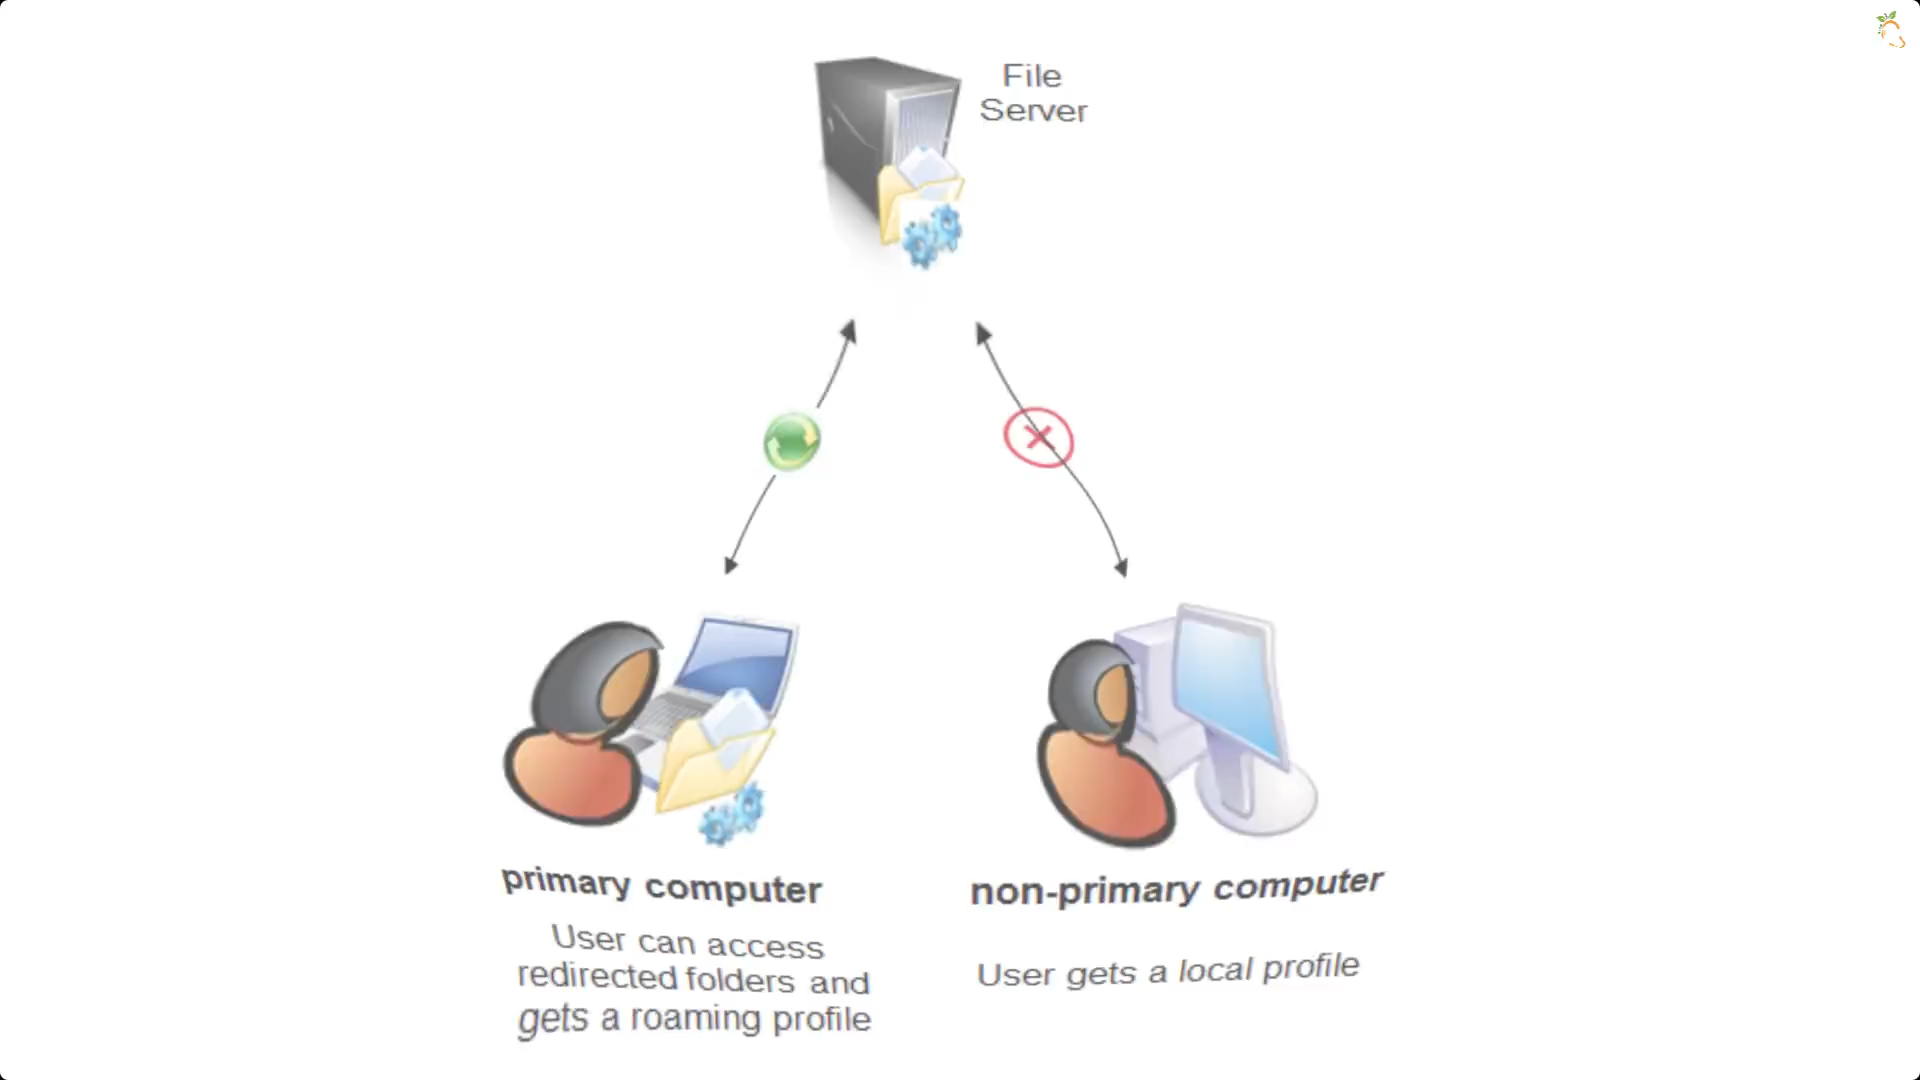 File
Server
primary computer
User can access
redirected folders and
gets a roaming profile
non-primary computer
User gets a local profile